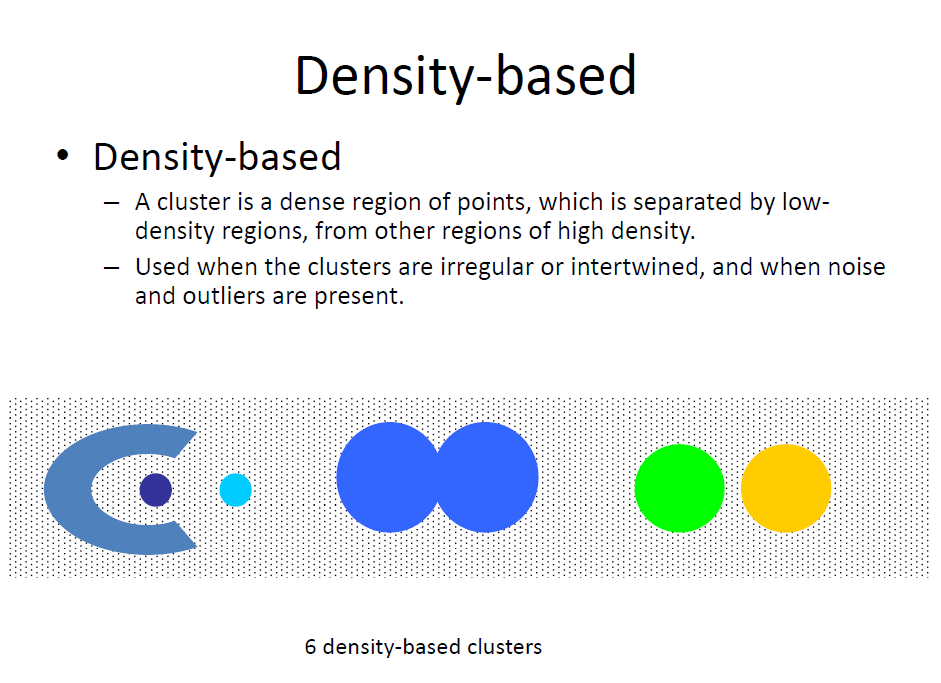 Density-based
• Density-based
– A cluster is a dense region of points, which is separated by low-
density regions, from other regions of high density.
– Used when the clusters are irregular or intertwined, and when noise
and outliers are present.
6 density-based clusters